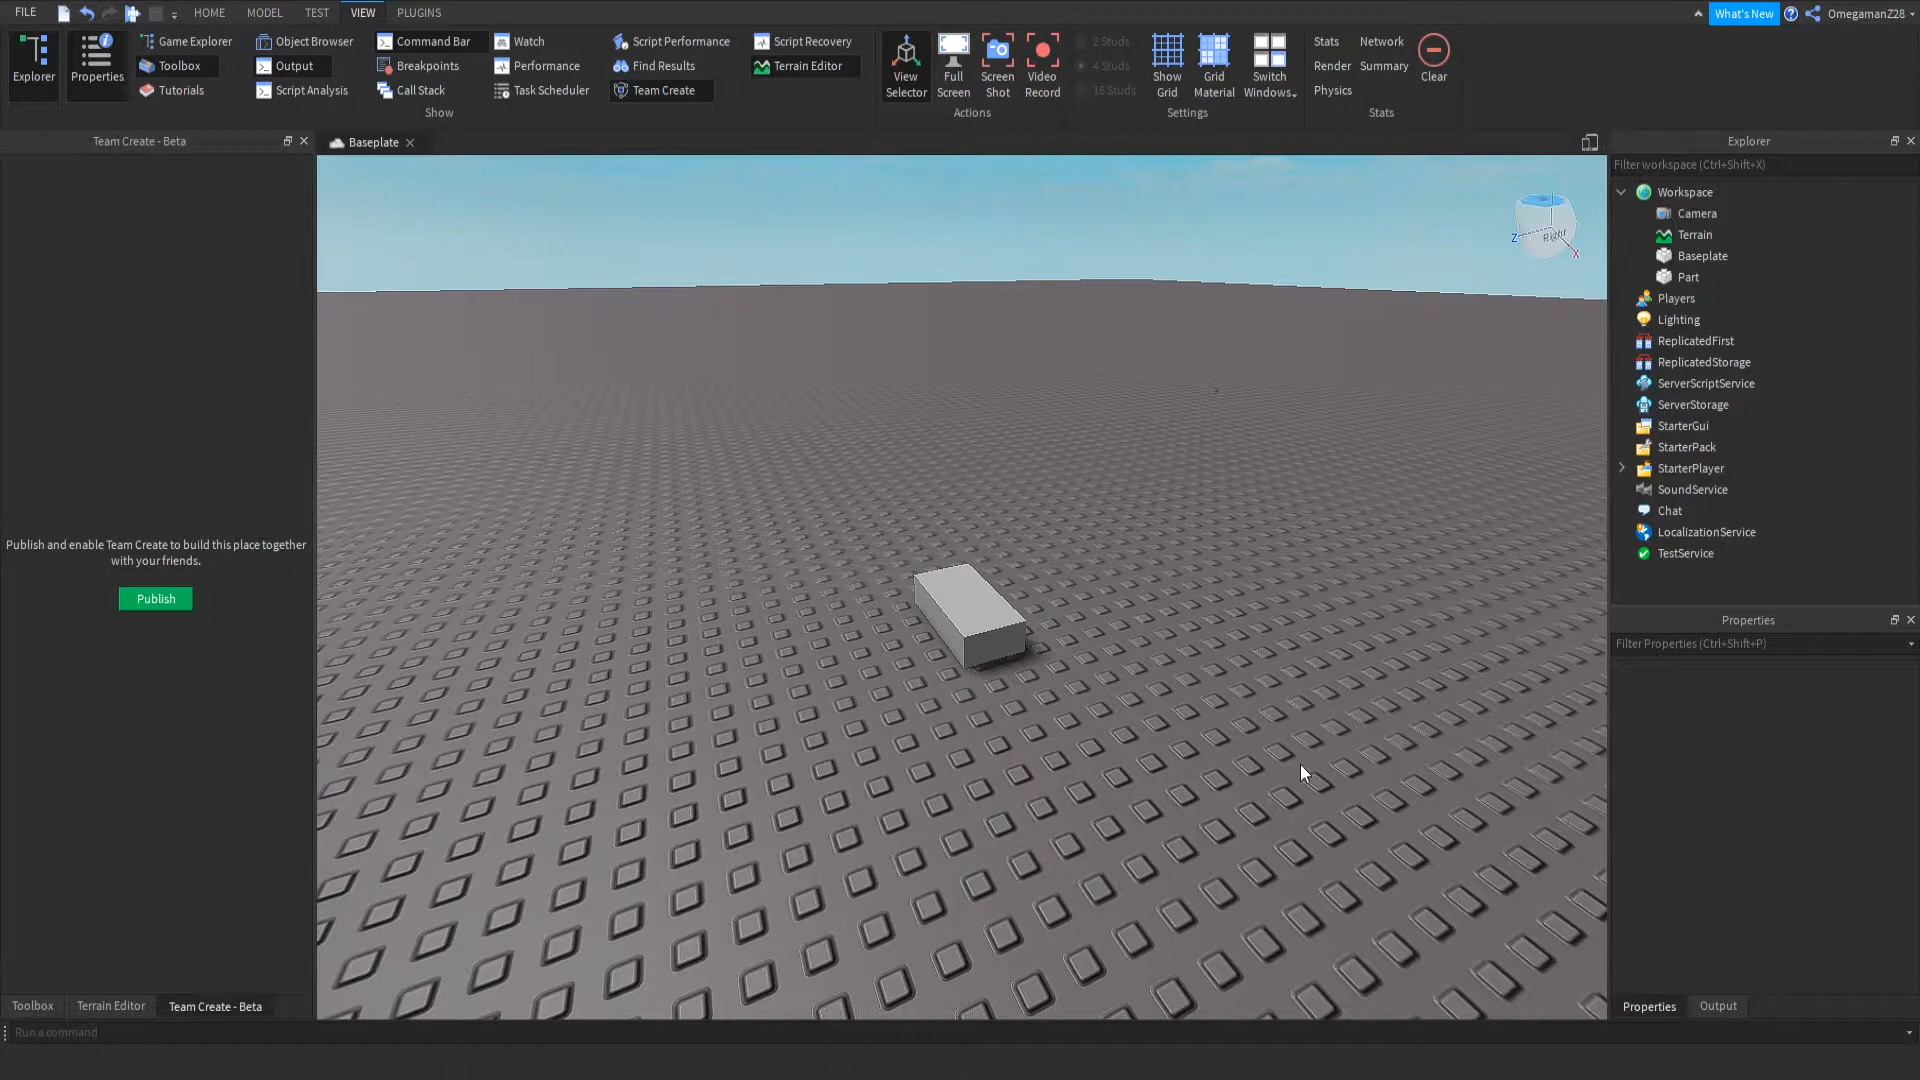 FILE HOME MODEL TEST VIEW PLUGINS What's New OmegamanZ28
Explorer
Properties
Game Explorer
Toolbox
Tutorials
Object Browser
Output
Script Analysis
Command Bar
Breakpoints
Call Stack
Watch
Performance
Task Scheduler
Script Performance
Find Results
Team Create
Script Recovery
Terrain Editor
Show
View
Selector
Full
Screen
Screen
Shot
Video
Record
Actions
2 Studs
4 Studs
16 Studs
Show
Grid
Grid
Material
Switch
Windows
Settings
Stats
Render
Physics
Network
Summary
Clear
Stats
Team Create - Beta
Publish and enable Team Create to build this place together
with your friends.
Publish
Toolbox Terrain Editor Team Create - Beta
Baseplate
Right
Z
X
Explorer
Filter workspace (Ctrl+Shift+X)
Workspace
Camera
Terrain
Baseplate
Part
Players
Lighting
ReplicatedFirst
ReplicatedStorage
ServerScriptService
ServerStorage
StarterGui
StarterPack
StarterPlayer
SoundService
Chat
LocalizationService
TestService
Properties
Filter Properties (Ctrl+Shift+P)
Properties Output
Run a command